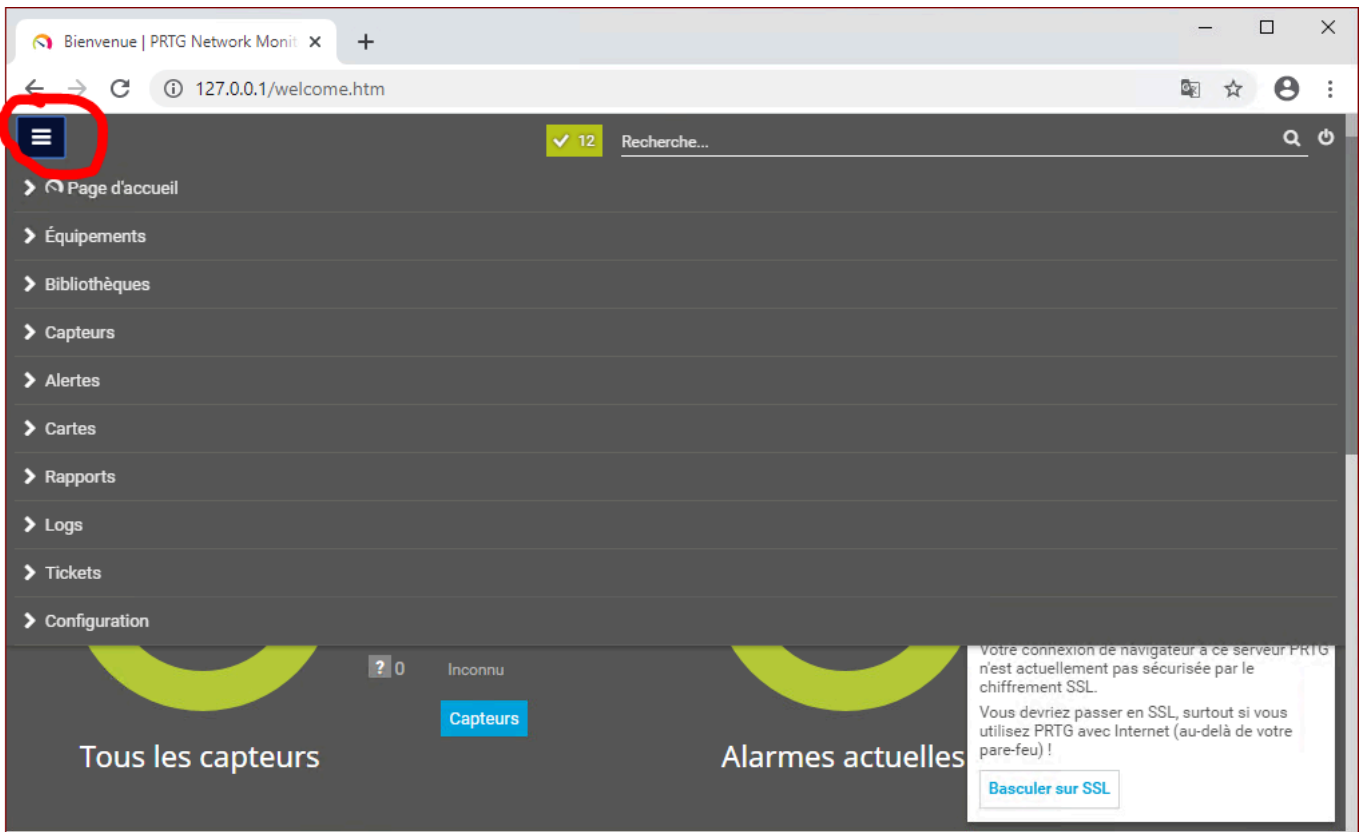 Bienvenue | PRTG Network Monit
127.0.0.1/welcome.htm
12
Recherche...
Page d'accueil
Équipements
Bibliothèques
Capteurs
Alertes
Cartes
Rapports
Logs
Tickets
Configuration
? 0 Inconnu
Capteurs
Tous les capteurs
Alarmes actuelles
Votre connexion de navigateur à ce serveur PRTG
n'est actuellement pas sécurisée par le
chiffrement SSL.
Vous devriez passer en SSL, surtout si vous
utilisez PRTG avec Internet (au-delà de votre
pare-feu) !
Basculer sur SSL